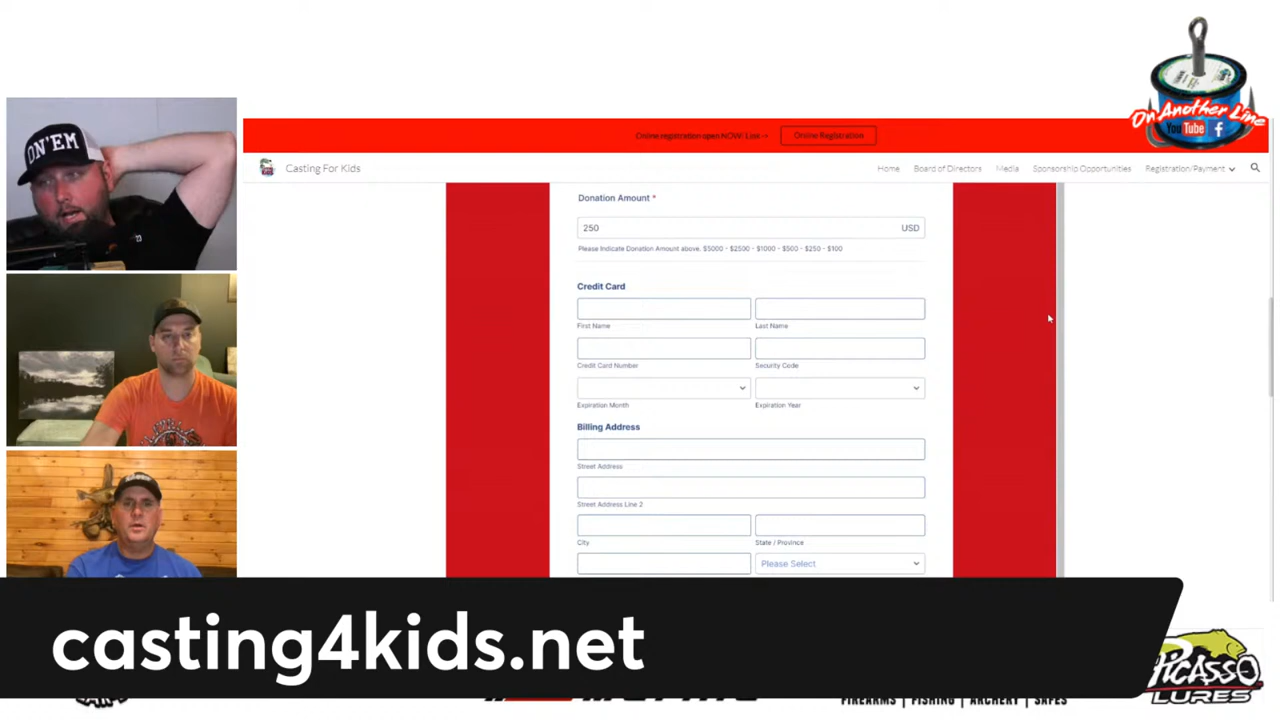 ON'EM
On Another Line
YouTube
Online registration open NOW! Link ->
Online Registration
Casting For Kids
Home
Board of Directors
Media
Sponsorship Opportunities
Registration/Payment
Donation Amount *
250
USD
Please Indicate Donation Amount above. $5000 - $2500 - $1000 - $500 - $250 - $100
Credit Card
First Name
Last Name
Credit Card Number
Security Code
Expiration Month
Expiration Year
Billing Address
Street Address
Street Address Line 2
City
State / Province
Please Select
casting4kids.net
PICASSO
LURES
FIREARMS | FISHING | ARCHERY | SAFES